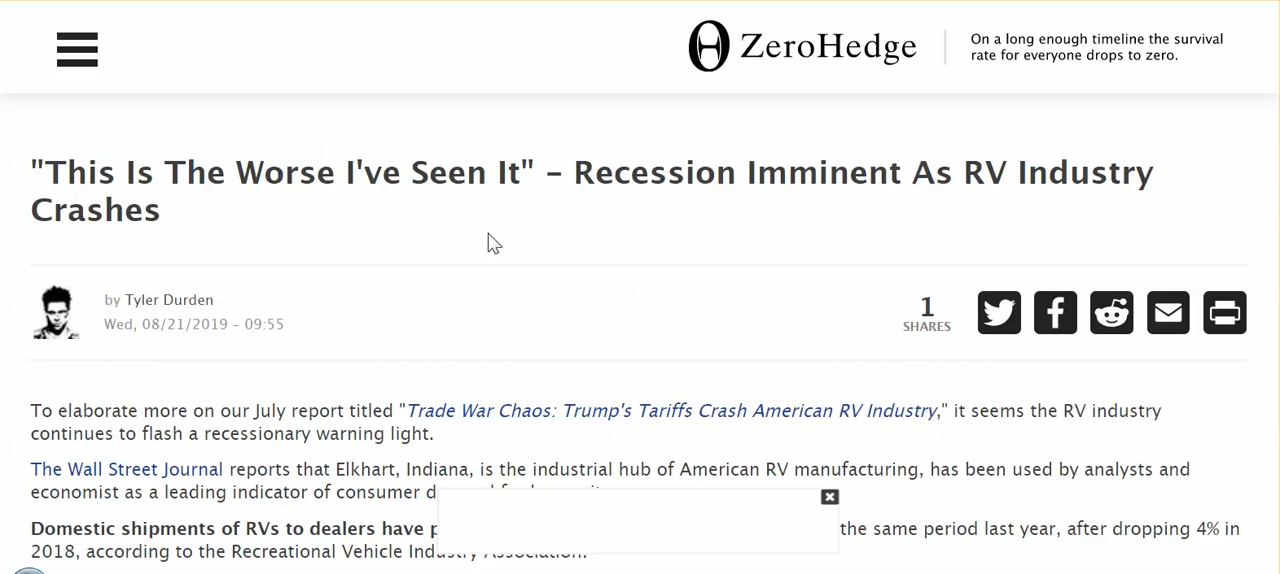 ZeroHedge
On a long enough timeline the survival
rate for everyone drops to zero.
"This Is The Worse I've Seen It" – Recession Imminent As RV Industry
Crashes
by Tyler Durden
Wed, 08/21/2019 – 09:55
1
SHARES
To elaborate more on our July report titled "Trade War Chaos: Trump's Tariffs Crash American RV Industry," it seems the RV industry
continues to flash a recessionary warning light.
The Wall Street Journal reports that Elkhart, Indiana, is the industrial hub of American RV manufacturing, has been used by analysts and
economist as a leading indicator of consumer
Domestic shipments of RVs to dealers have the same period last year, after dropping 4% in
2018, according to the Recreational Vehicle Industry Association.